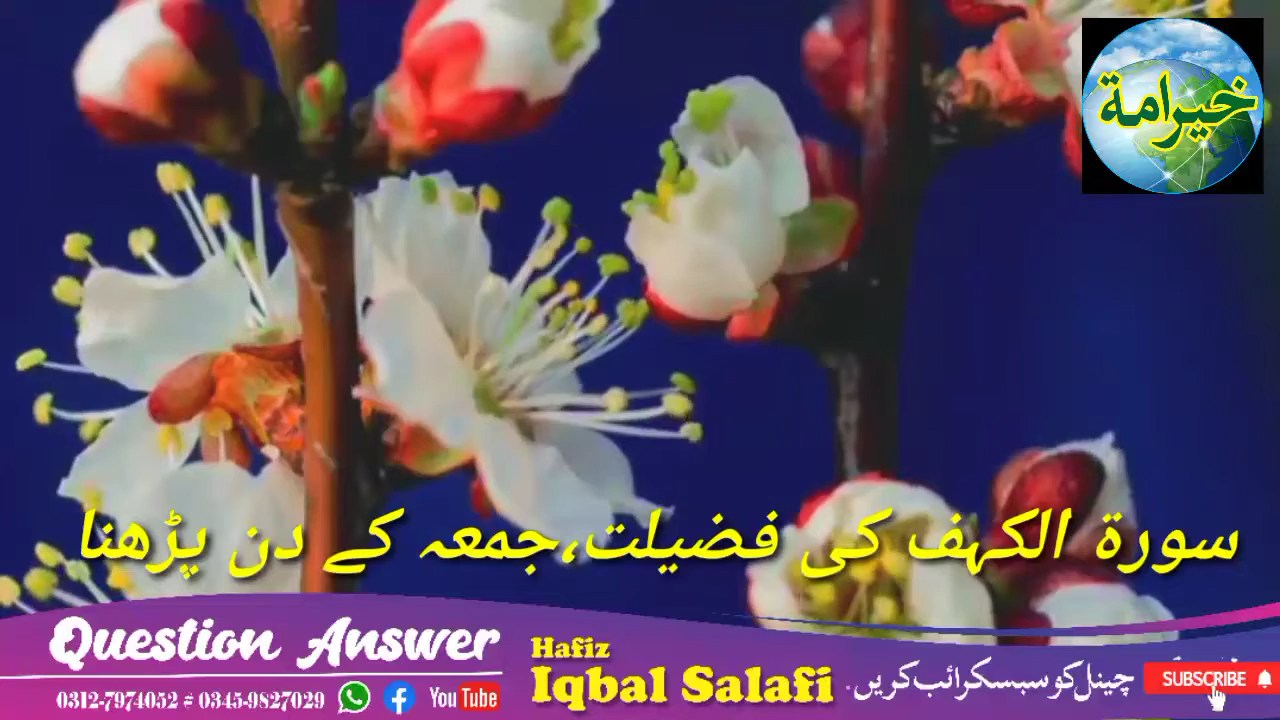 خیرامة
سورة الکہف کی فضیلت،جمعہ کے دن پڑھنا
Question Answer
0312-7974052 # 0345-9827029
YouTube
Hafiz
Iqbal Salafi
چینل کو سبسکرائب کریں
SUBSCRIBE